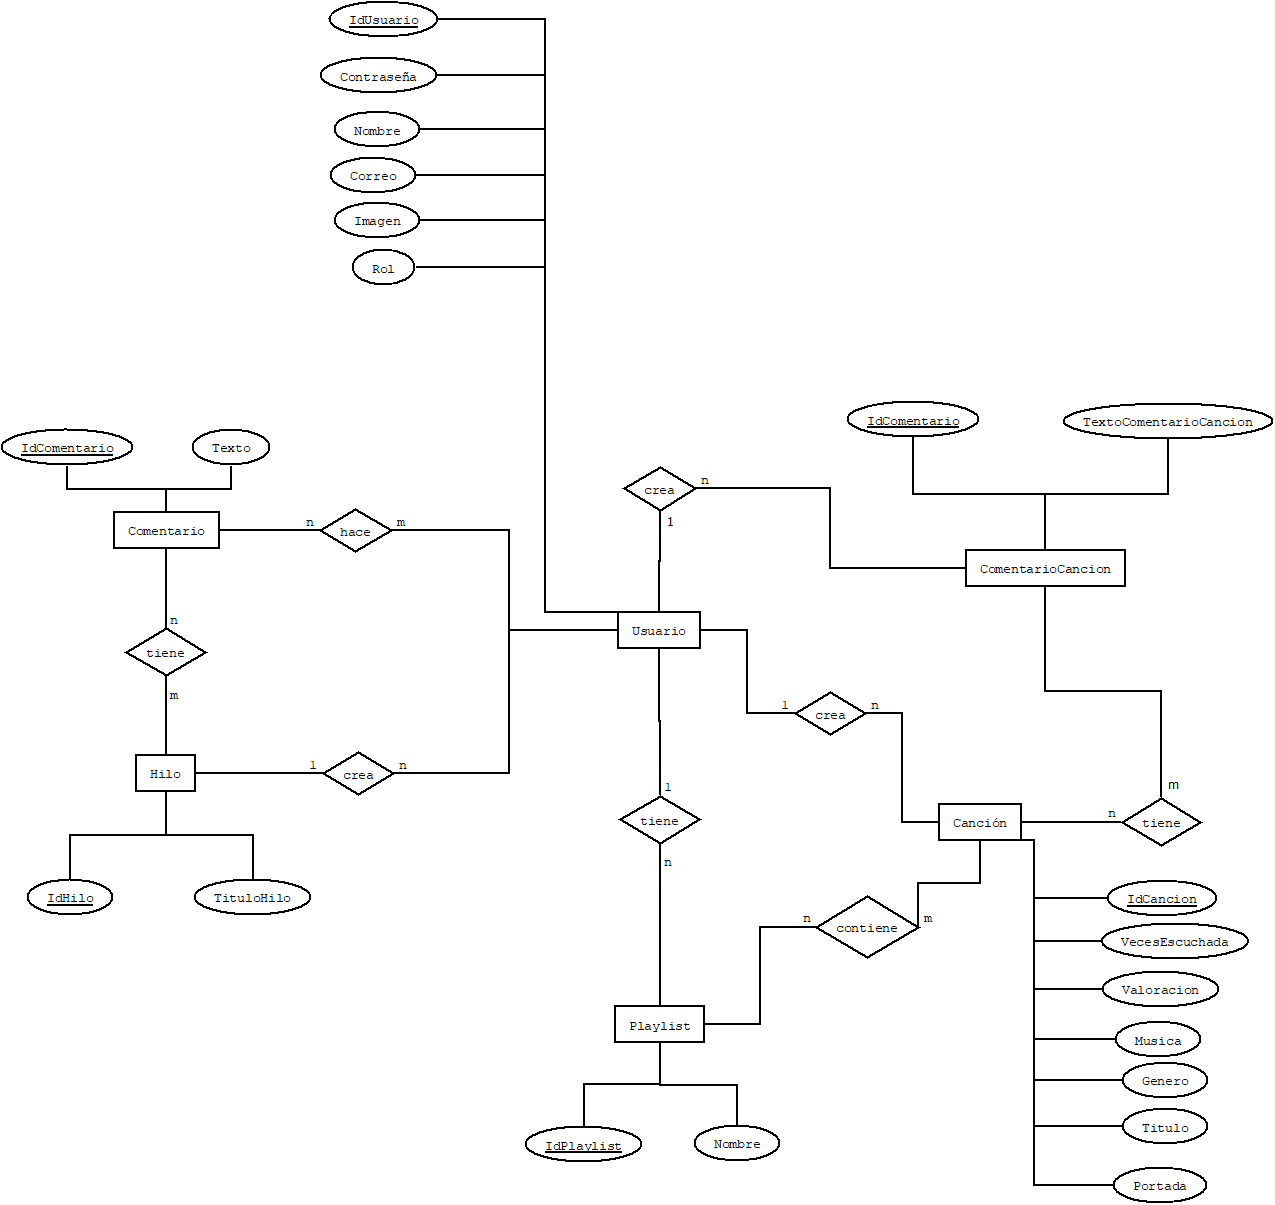 IdUsuario
Contraseña
Nombre
Correo
Imagen
Rol
IdComentario
TextoComentarioCancion
IdComentario
Texto
crea
n
1
Comentario
n
hace
m
ComentarioCancion
Usuario
n
tiene
m
1
crea
n
Hilo
1
crea
n
1
tiene
n
Canción
n
tiene
m
IdHilo
TituloHilo
n
contiene
m
IdCancion
VecesEscuchada
Valoracion
Musica
Genero
Titulo
Portada
Playlist
IdPlaylist
Nombre